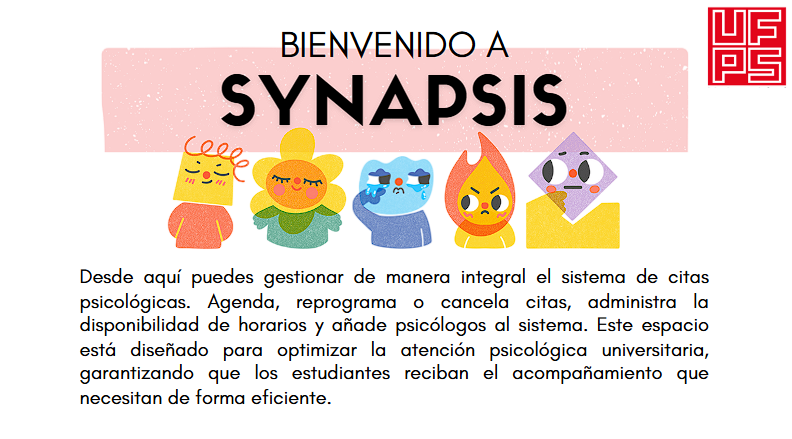 BIENVENIDO A
UF
PS
SYNAPSIS
Desde aquí puedes gestionar de manera integral el sistema de citas
psicológicas. Agenda, reprograma o cancela citas, administra la
disponibilidad de horarios y añade psicólogos al sistema. Este espacio
está diseñado para optimizar la atención psicológica universitaria,
garantizando que los estudiantes reciban el acompañamiento que
necesitan de forma eficiente.